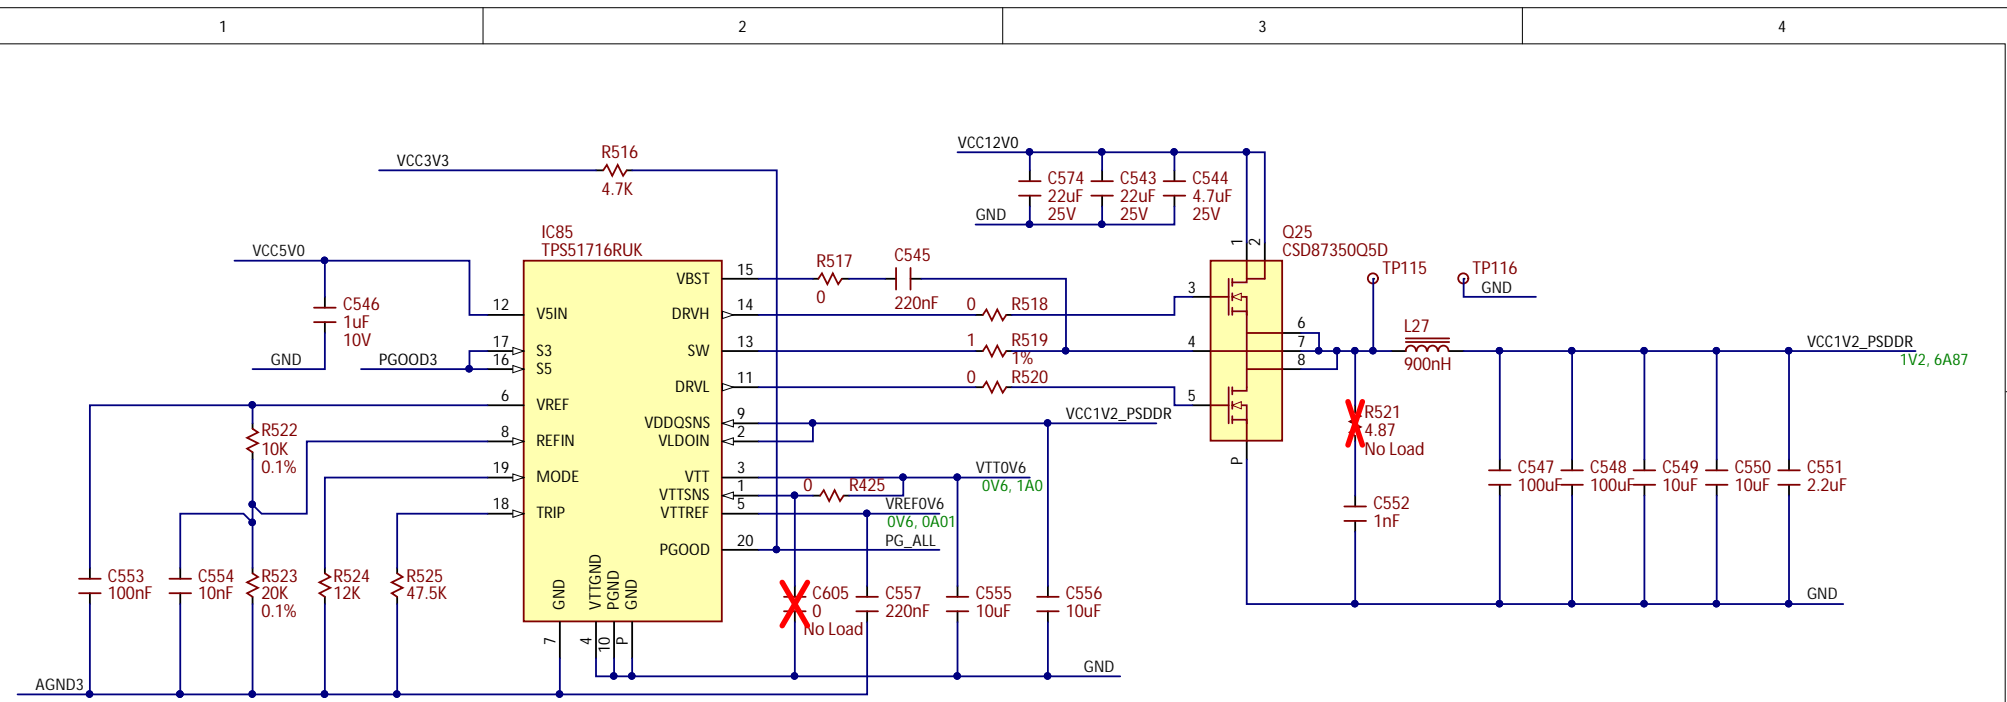 1
2
3
4
VCC3V3
R516
4.7K
VCC12V0
C574
22uF
25V
C543
22uF
25V
C544
4.7uF
25V
GND
IC85
TPS51716RUK
Q25
CSD87350Q5D
VCC5V0
C546
1uF
10V
GND
PGOOD3
12
V5IN
17
S3
16
S5
6
VREF
8
REFIN
19
MODE
18
TRIP
VBST
15
DRVH
14
SW
13
DRVL
11
VDDQSNS
9
VLDOIN
2
VTT
3
VTTSNS
1
VTTREF
5
PGOOD
20
GND
VTTGND
PGND
GND
7
4
10
P
R517
0
C545
220nF
0
R518
1
R519
1%
0
R520
VCC1V2_PSDDR
VTT0V6
0V6, 1A0
0
R425
VREF0V6
0V6, 0A01
PG_ALL
1
2
3
4
5
6
7
8
P
TP115
TP116
GND
L27
900nH
VCC1V2_PSDDR
1V2, 6A87
R521
4.87
No Load
C552
1nF
C547
100uF
C548
100uF
C549
10uF
C550
10uF
C551
2.2uF
GND
R522
10K
0.1%
C553
100nF
C554
10nF
R523
20K
0.1%
R524
12K
R525
47.5K
C605
0
No Load
C557
220nF
C555
10uF
C556
10uF
GND
AGND3